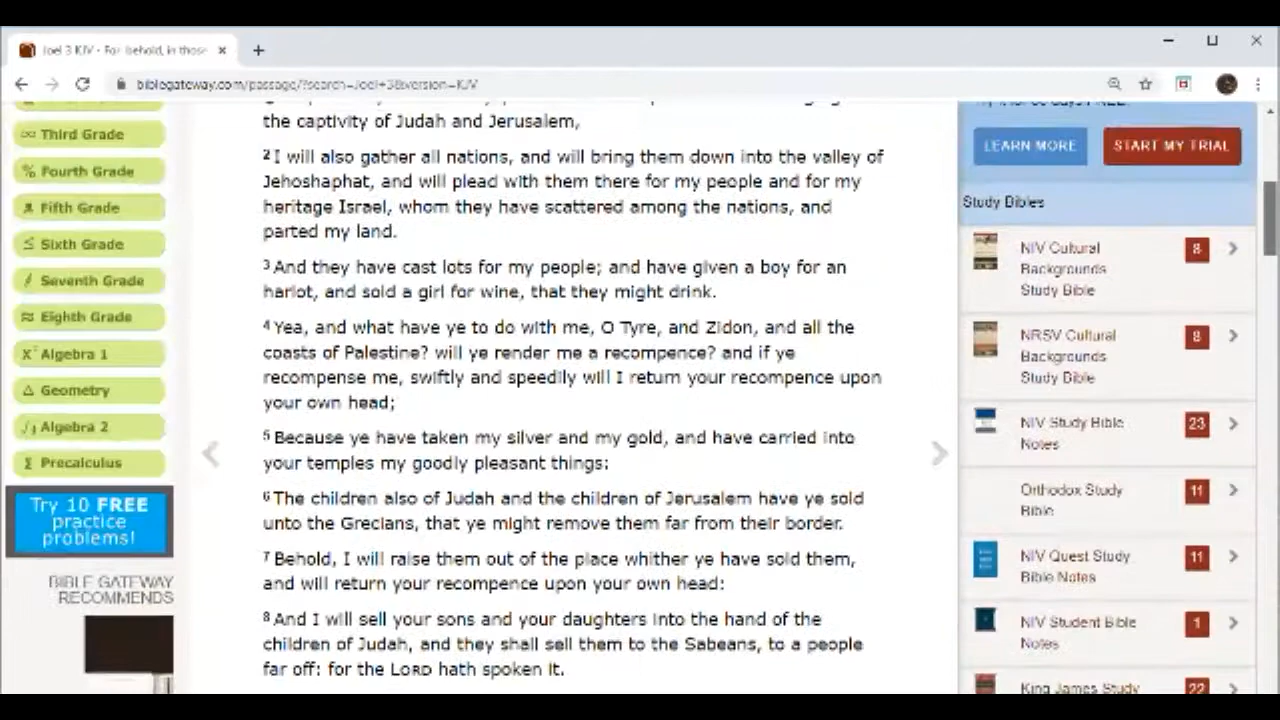 Joel 3 KJV - For behold, in those
biblegateway.com/passage/?search=Joel+3&version=KJV
Third Grade
Fourth Grade
Fifth Grade
Sixth Grade
Seventh Grade
Eighth Grade
Algebra 1
Geometry
Algebra 2
Precalculus
Try 10 FREE
practice
problems!
BIBLE GATEWAY
RECOMMENDS
the captivity of Judah and Jerusalem,
2 I will also gather all nations, and will bring them down into the valley of
Jehoshaphat, and will plead with them there for my people and for my
heritage Israel, whom they have scattered among the nations, and
parted my land.
3 And they have cast lots for my people; and have given a boy for an
harlot, and sold a girl for wine, that they might drink.
4 Yea, and what have ye to do with me, O Tyre, and Zidon, and all the
coasts of Palestine? will ye render me a recompence? and if ye
recompense me, swiftly and speedily will I return your recompence upon
your own head;
5 Because ye have taken my silver and my gold, and have carried into
your temples my goodly pleasant things:
6 The children also of Judah and the children of Jerusalem have ye sold
unto the Grecians, that ye might remove them far from their border.
7 Behold, I will raise them out of the place whither ye have sold them,
and will return your recompence upon your own head:
8 And I will sell your sons and your daughters into the hand of the
children of Judah, and they shall sell them to the Sabeans, to a people
far off: for the LORD hath spoken it.
LEARN MORE
START MY TRIAL
Study Bibles
NIV Cultural
Backgrounds
Study Bible
8
NRSV Cultural
Backgrounds
Study Bible
8
NIV Study Bible
Notes
23
Orthodox Study
Bible
11
NIV Quest Study
Bible Notes
11
NIV Student Bible
Notes
1
King James Study
22